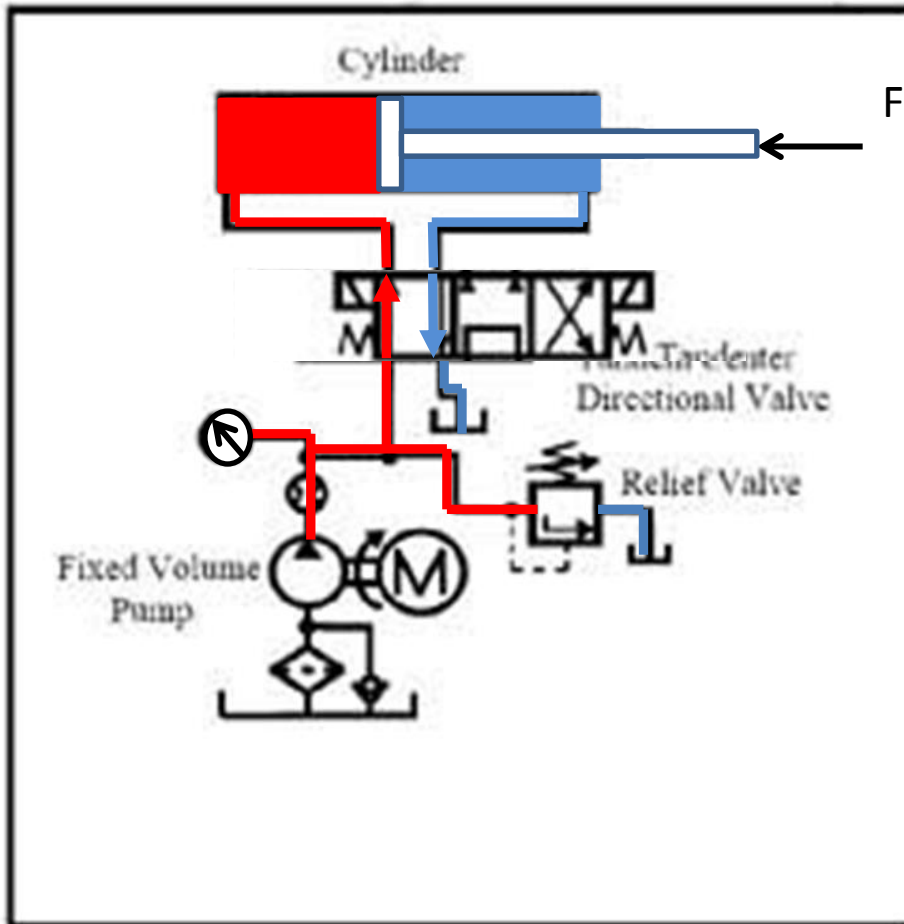 Cylinder
F
M
M
Directional Valve
Relief Valve
Fixed Volume
Pump
M